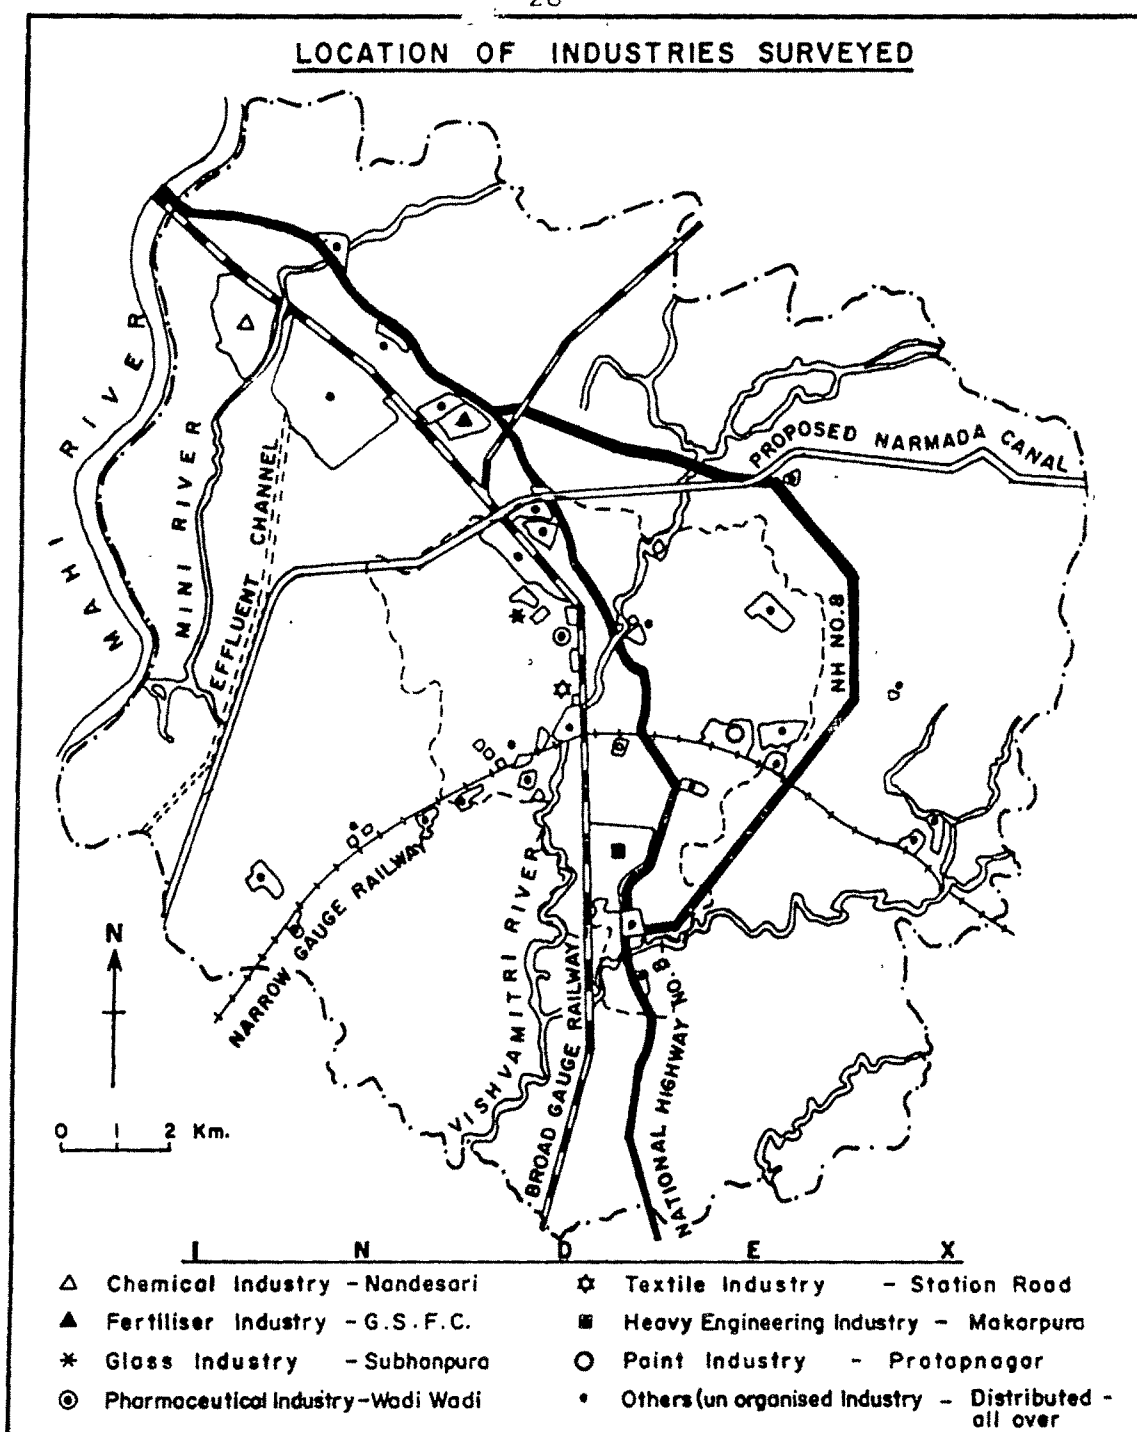 LOCATION OF INDUSTRIES SURVEYED
MAHI RIVER
MINI RIVER
EFFLUENT CHANNEL
PROPOSED NARMADA CANAL
NH NO.8
NARROW GAUGE RAILWAY
VISHVAMITRI RIVER
BROAD GAUGE RAILWAY
NATIONAL HIGHWAY NO.8
N
0 1 2 Km.
I N D E X
Chemical Industry - Nandesari
Fertiliser Industry - G.S.F.C.
Glass Industry - Subhanpura
Pharmaceutical Industry - Wadi Wadi
Textile Industry - Station Road
Heavy Engineering Industry - Makarpura
Paint Industry - Pratapnagar
Others (un organised Industry - Distributed -
all over